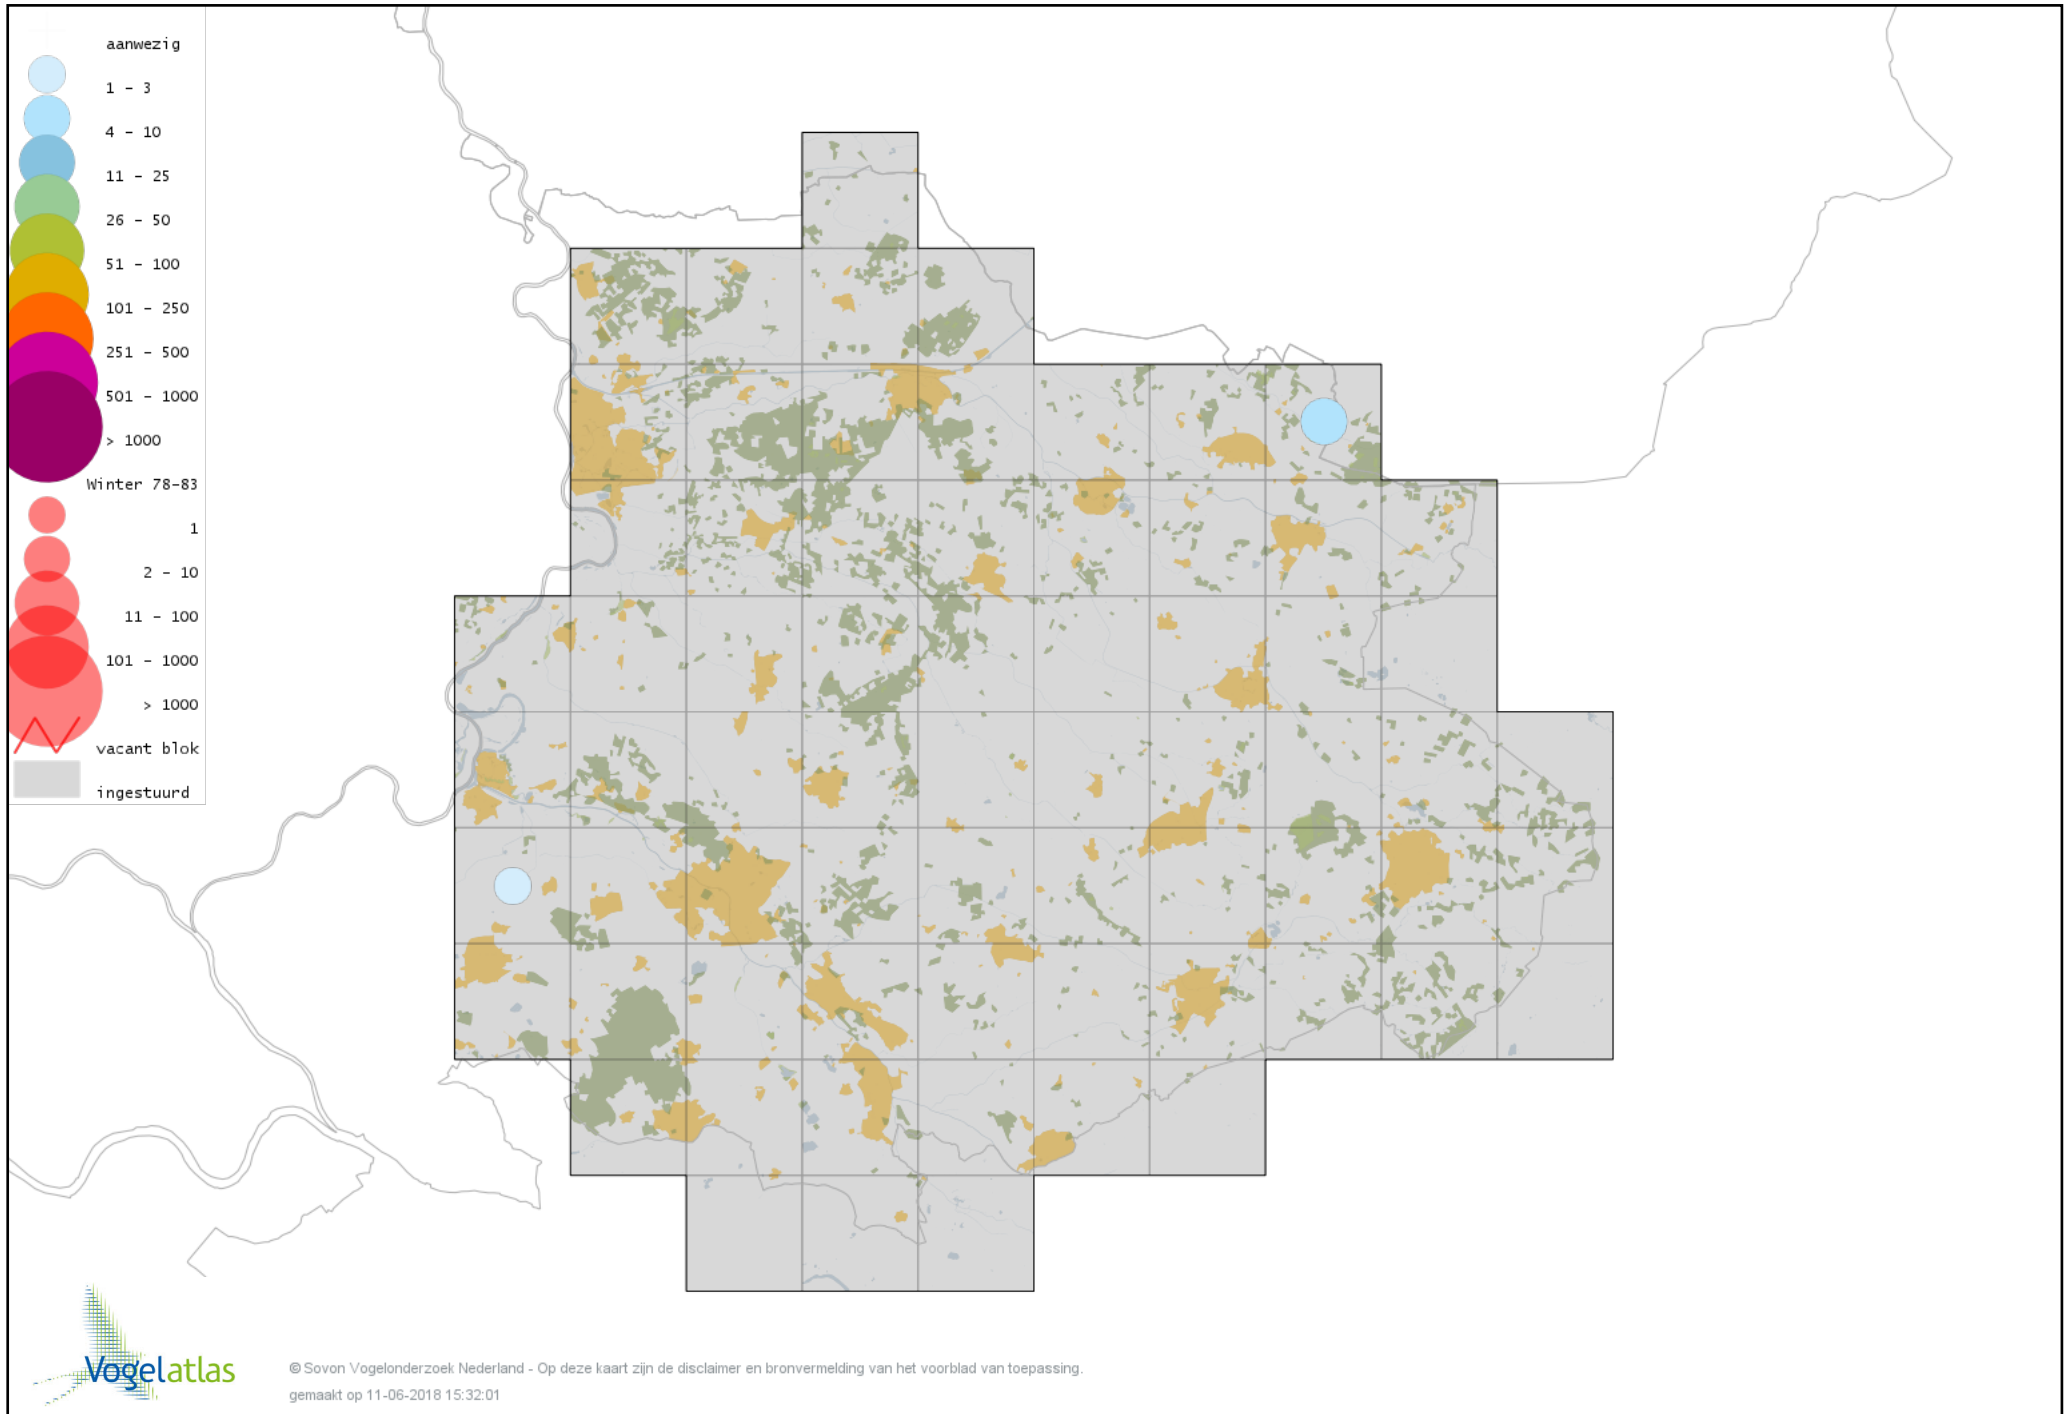 aanwezig
1 - 3
4 - 10
11 - 25
26 - 50
51 - 100
101 - 250
251 - 500
501 - 1000
> 1000
Winter 78-83
1
2 - 10
11 - 100
101 - 1000
> 1000
vacant blok
ingestuurd
Vogelatlas
© Sovon Vogelonderzoek Nederland - Op deze kaart zijn de disclaimer en bronvermelding van het voorblad van toepassing.
gemaakt op 11-06-2018 15:32:01